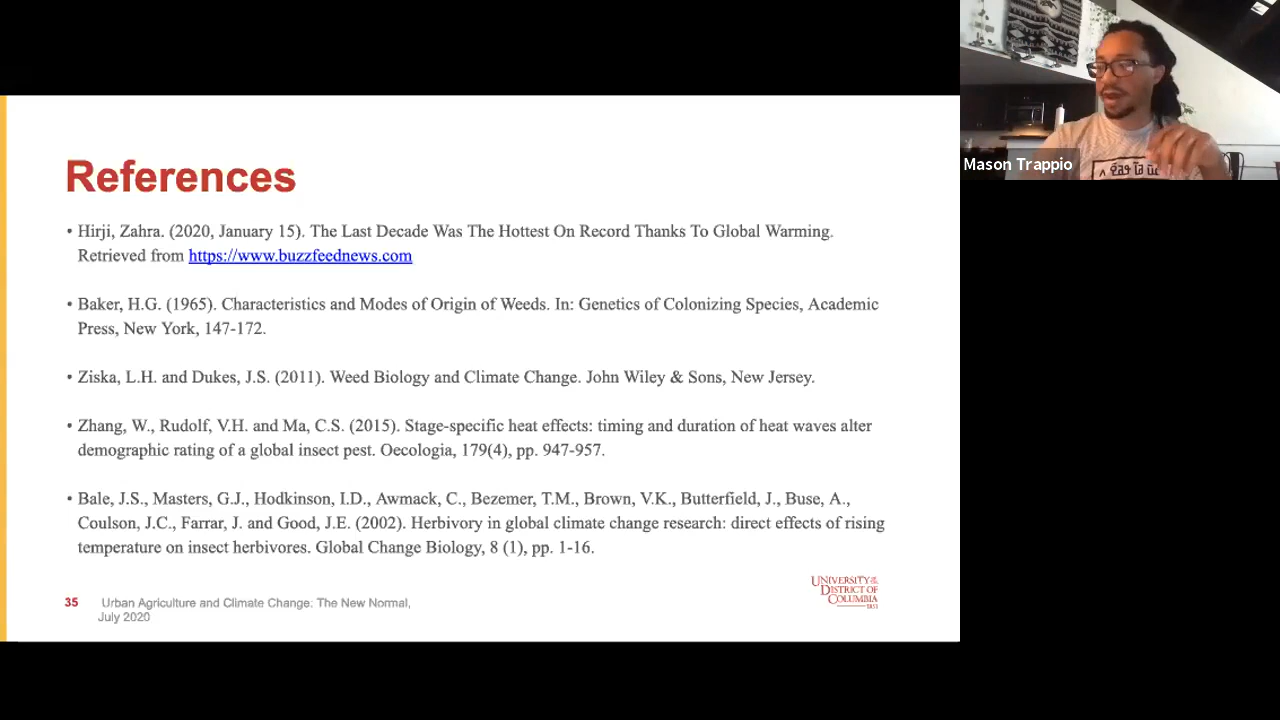 References
• Hirji, Zahra. (2020, January 15). The Last Decade Was The Hottest On Record Thanks To Global Warming.
Retrieved from https://www.buzzfeednews.com
• Baker, H.G. (1965). Characteristics and Modes of Origin of Weeds. In: Genetics of Colonizing Species, Academic
Press, New York, 147-172.
• Ziska, L.H. and Dukes, J.S. (2011). Weed Biology and Climate Change. John Wiley & Sons, New Jersey.
• Zhang, W., Rudolf, V.H. and Ma, C.S. (2015). Stage-specific heat effects: timing and duration of heat waves alter
demographic rating of a global insect pest. Oecologia, 179(4), pp. 947-957.
• Bale, J.S., Masters, G.J., Hodkinson, I.D., Awmack, C., Bezemer, T.M., Brown, V.K., Butterfield, J., Buse, A.,
Coulson, J.C., Farrar, J. and Good, J.E. (2002). Herbivory in global climate change research: direct effects of rising
temperature on insect herbivores. Global Change Biology, 8 (1), pp. 1-16.
35 Urban Agriculture and Climate Change: The New Normal,
July 2020
UNIVERSITY OF THE
DISTRICT OF
COLUMBIA
1851
Mason Trappio